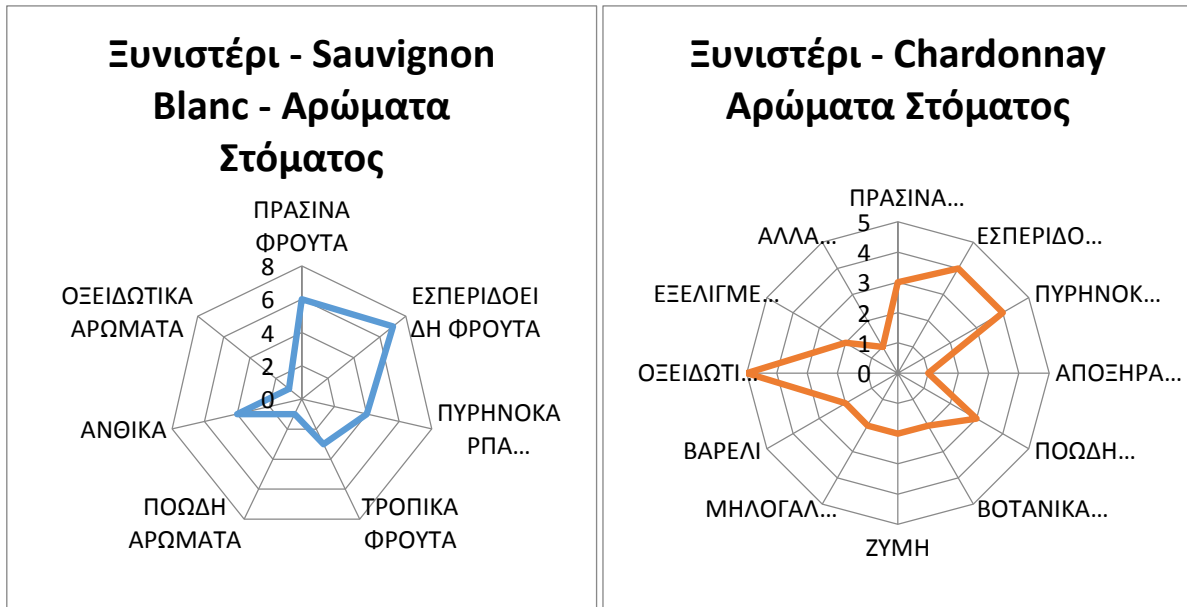 Ξυνιστέρι - Sauvignon
Blanc - Αρώματα
Στόματος
ΠΡΑΣΙΝΑ
ΦΡΟΥΤΑ
8
6
4
2
0
ΕΣΠΕΡΙΔΟΕΙ
ΔΗ ΦΡΟΥΤΑ
ΠΥΡΗΝΟΚΑ
ΡΠΑ...
ΤΡΟΠΙΚΑ
ΦΡΟΥΤΑ
ΠΟΩΔΗ
ΑΡΩΜΑΤΑ
ΑΝΘΙΚΑ
ΟΞΕΙΔΩΤΙΚΑ
ΑΡΩΜΑΤΑ
Ξυνιστέρι - Chardonnay
Αρώματα Στόματος
ΠΡΑΣΙΝΑ...
5
4
3
2
1
0
ΕΣΠΕΡΙΔΟ...
ΠΥΡΗΝΟΚ...
ΑΠΟΞΗΡΑ...
ΠΟΩΔΗ...
ΒΟΤΑΝΙΚΑ...
ΖΥΜΗ
ΜΗΛΟΓΑΛ...
ΒΑΡΕΛΙ
ΟΞΕΙΔΩΤΙ...
ΕΞΕΛΙΓΜΕ...
ΑΛΛΑ...